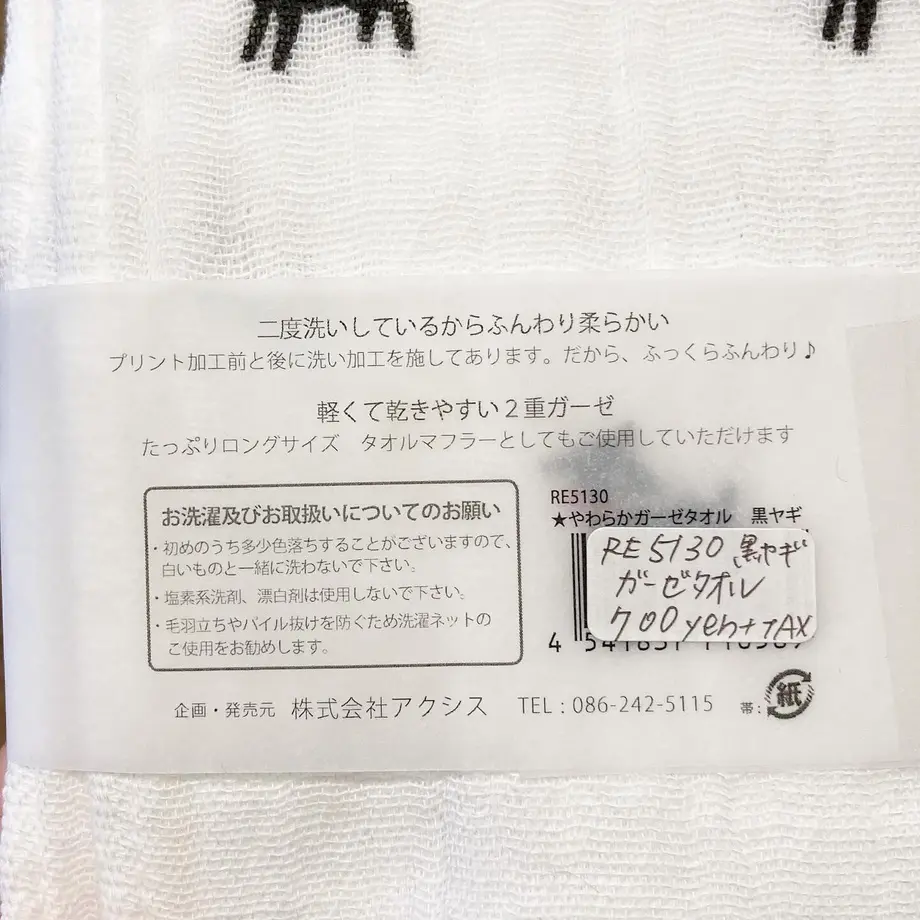 二度洗いしているからふんわり柔らかい
プリント加工前と後に洗い加工を施してあります。だから、ふっくらふんわり♪
軽くて乾きやすい２重ガーゼ
たっぷりロングサイズ　タオルマフラーとしてもご使用していただけます
お洗濯及びお取扱いについてのお願い
・初めのうち多少色落ちすることがございますので、
白いものと一緒に洗わないで下さい。
・塩素系洗剤、漂白剤は使用しないで下さい。
・毛羽立ちやパイル抜けを防ぐため洗濯ネットの
ご使用をお勧めします。
RE5130
★やわらかガーゼタオル　黒ヤギ
RE5130 黒ヤギ
ガーゼタオル
700yen+TAX
企画・発売元　株式会社アクシス　TEL：086-242-5115
帯：紙